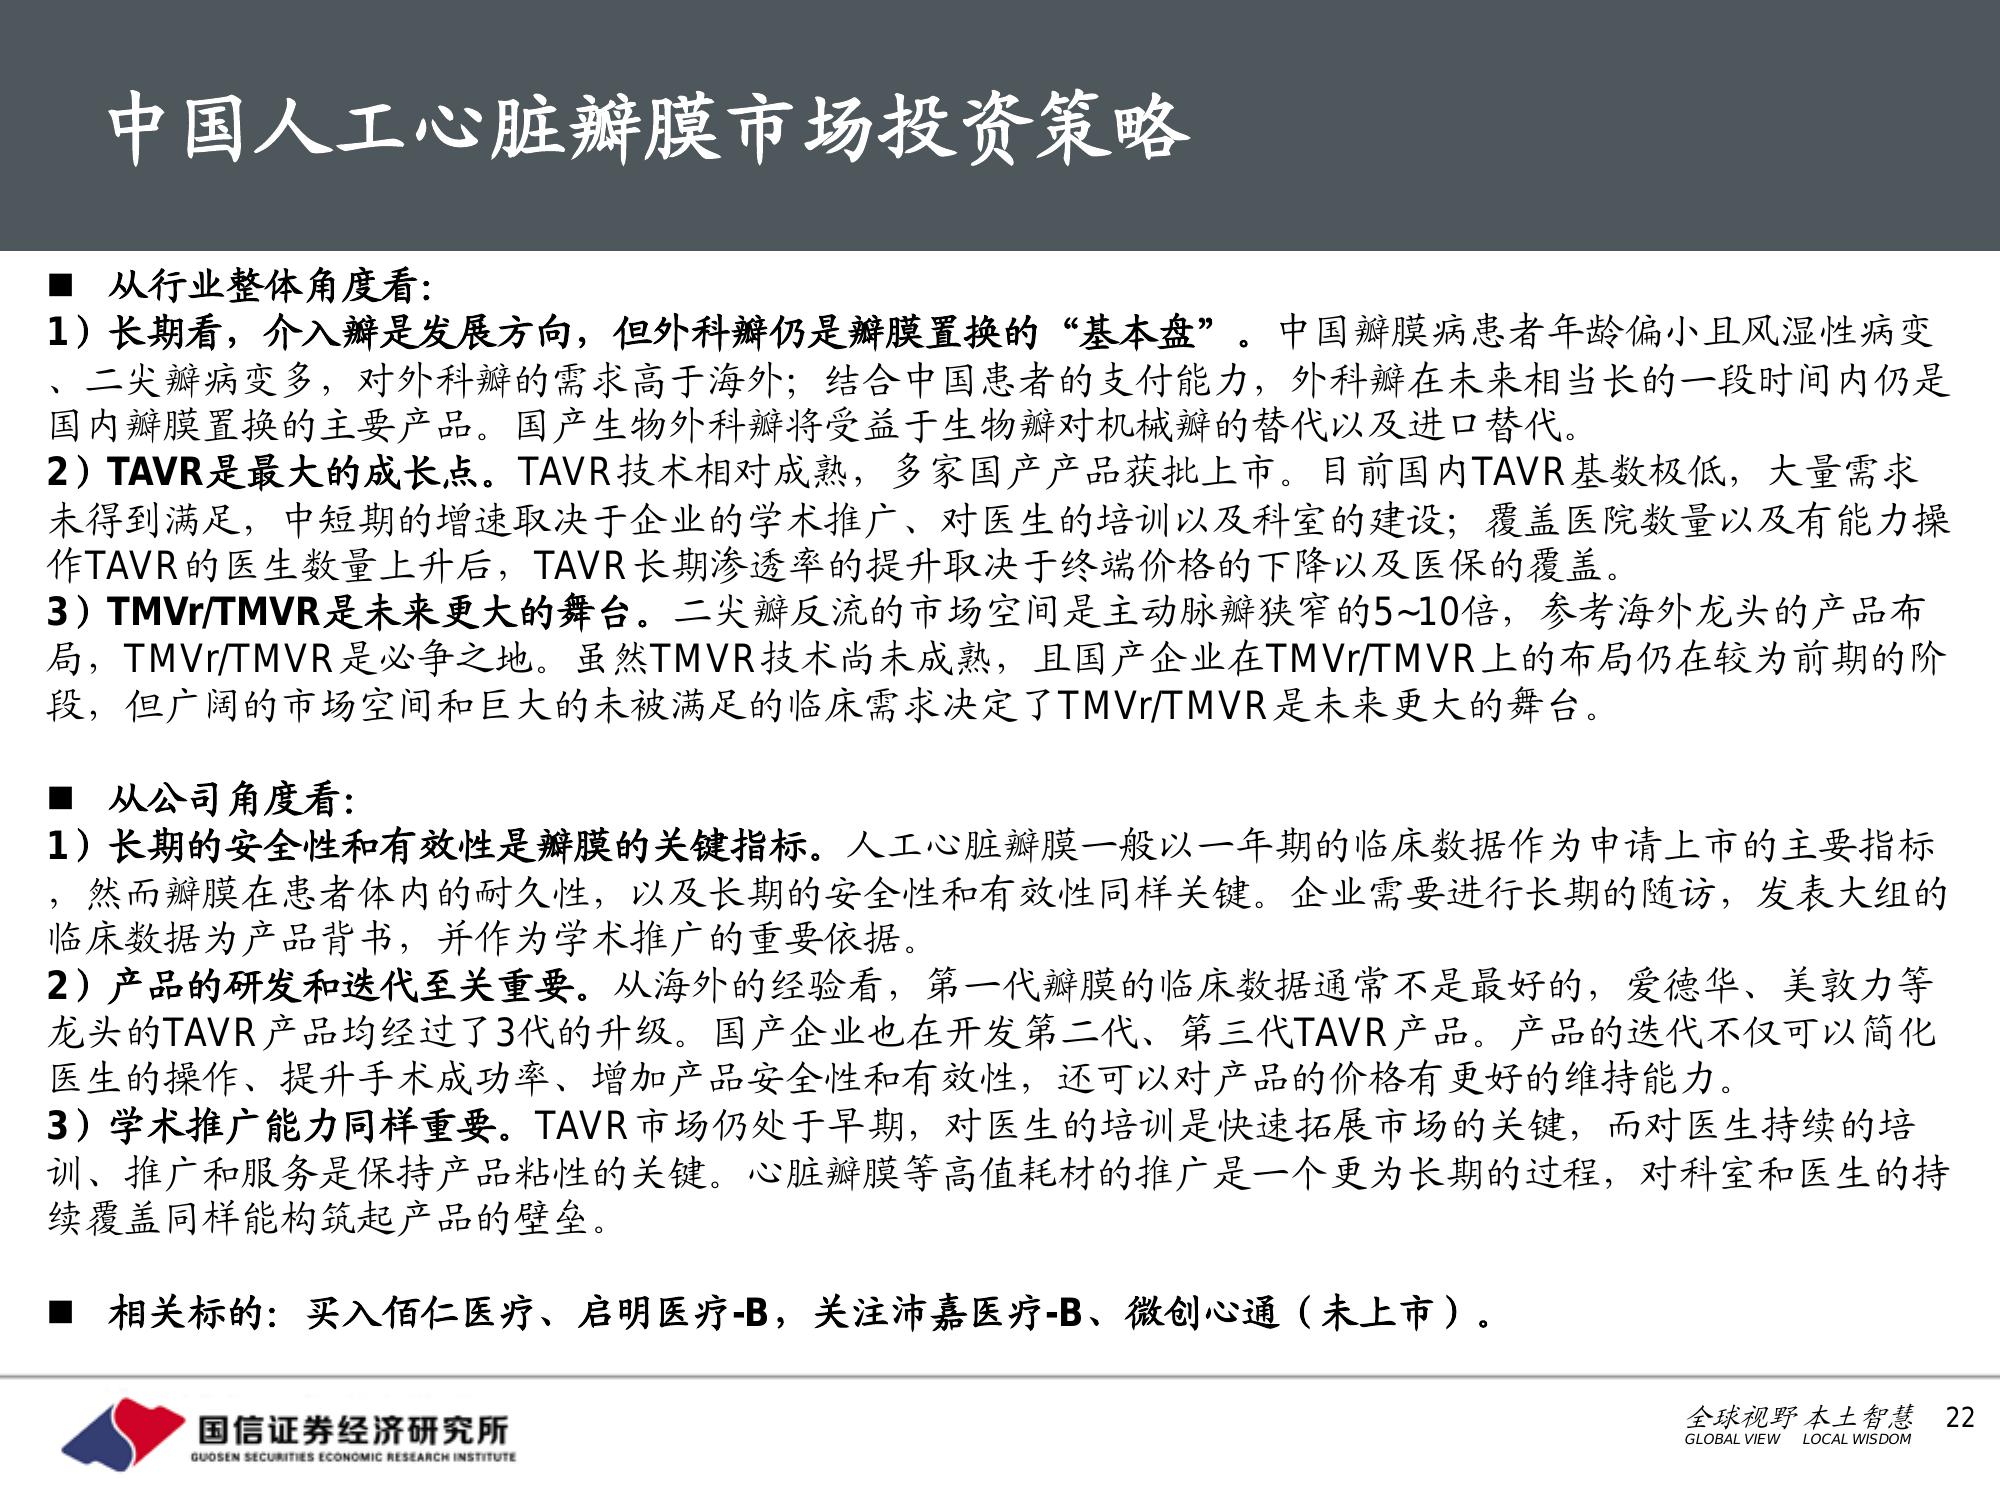 中国人工心脏瓣膜市场投资策略
■ 从行业整体角度看：
1）长期看，介入瓣是发展方向，但外科瓣仍是瓣膜置换的“基本盘”。中国瓣膜病患者年龄偏小且风湿性病变
、二尖瓣病变多，对外科瓣的需求高于海外；结合中国患者的支付能力，外科瓣在未来相当长的一段时间内仍是
国内瓣膜置换的主要产品。国产生物外科瓣将受益于生物瓣对机械瓣的替代以及进口替代。
2）TAVR是最大的成长点。TAVR技术相对成熟，多家国产产品获批上市。目前国内TAVR基数极低，大量需求
未得到满足，中短期的增速取决于企业的学术推广、对医生的培训以及科室的建设；覆盖医院数量以及有能力操
作TAVR的医生数量上升后，TAVR长期渗透率的提升取决于终端价格的下降以及医保的覆盖。
3）TMVr/TMVR是未来更大的舞台。二尖瓣反流的市场空间是主动脉瓣狭窄的5~10倍，参考海外龙头的产品布
局，TMVr/TMVR是必争之地。虽然TMVR技术尚未成熟，且国产企业在TMVr/TMVR上的布局仍在较为前期的阶
段，但广阔的市场空间和巨大的未被满足的临床需求决定了TMVr/TMVR是未来更大的舞台。
■ 从公司角度看：
1）长期的安全性和有效性是瓣膜的关键指标。人工心脏瓣膜一般以一年期的临床数据作为申请上市的主要指标
，然而瓣膜在患者体内的耐久性，以及长期的安全性和有效性同样关键。企业需要进行长期的随访，发表大组的
临床数据为产品背书，并作为学术推广的重要依据。
2）产品的研发和迭代至关重要。从海外的经验看，第一代瓣膜的临床数据通常不是最好的，爱德华、美敦力等
龙头的TAVR产品均经过了3代的升级。国产企业也在开发第二代、第三代TAVR产品。产品的迭代不仅可以简化
医生的操作、提升手术成功率、增加产品安全性和有效性，还可以对产品的价格有更好的维持能力。
3）学术推广能力同样重要。TAVR市场仍处于早期，对医生的培训是快速拓展市场的关键，而对医生持续的培
训、推广和服务是保持产品粘性的关键。心脏瓣膜等高值耗材的推广是一个更为长期的过程，对科室和医生的持
续覆盖同样能构筑起产品的壁垒。
■ 相关标的：买入佰仁医疗、启明医疗-B，关注沛嘉医疗-B、微创心通（未上市）。
国信证券经济研究所
GUOSEN SECURITIES ECONOMIC RESEARCH INSTITUTE
全球视野 本土智慧
GLOBAL VIEW LOCAL WISDOM
22